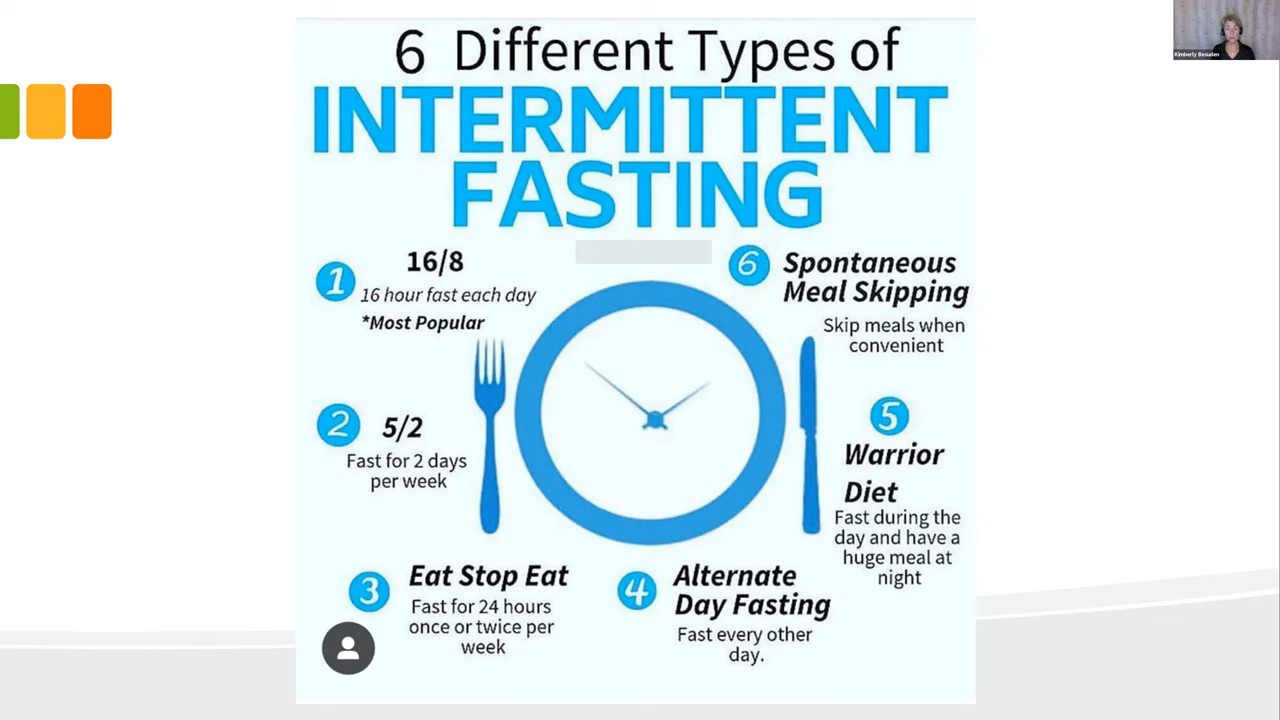 6 Different Types of
INTERMITTENT
FASTING
1
16/8
16 hour fast each day
*Most Popular
2
5/2
Fast for 2 days
per week
3
Eat Stop Eat
Fast for 24 hours
once or twice per
week
4
Alternate
Day Fasting
Fast every other
day.
5
Warrior
Diet
Fast during the
day and have a
huge meal at
night
6
Spontaneous
Meal Skipping
Skip meals when
convenient
Kimberly Besuden